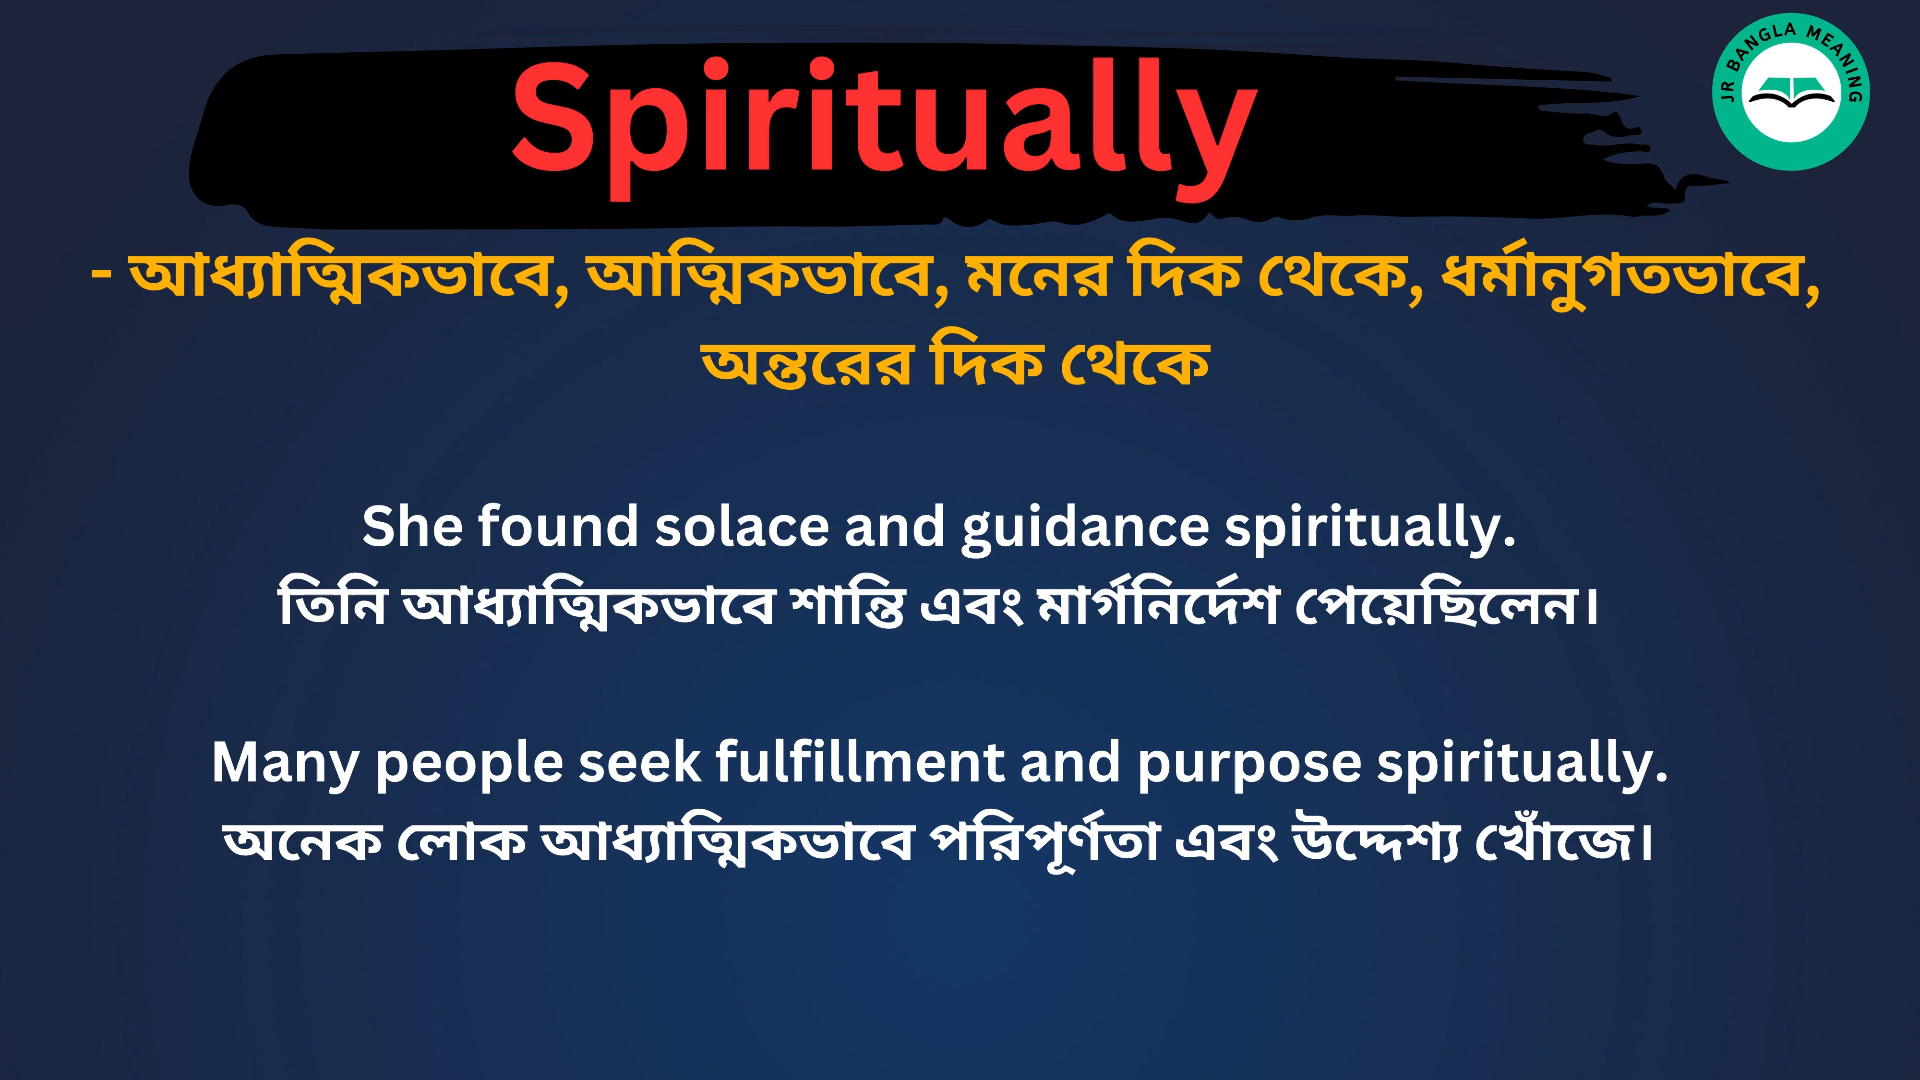 Spiritually
JR BANGLA MEANING
- আধ্যাত্মিকভাবে, আত্মিকভাবে, মনের দিক থেকে, ধর্মানুগতভাবে,
অন্তরের দিক থেকে
She found solace and guidance spiritually.
তিনি আধ্যাত্মিকভাবে শান্তি এবং মার্গনির্দেশ পেয়েছিলেন।
Many people seek fulfillment and purpose spiritually.
অনেক লোক আধ্যাত্মিকভাবে পরিপূর্ণতা এবং উদ্দেশ্য খোঁজে।